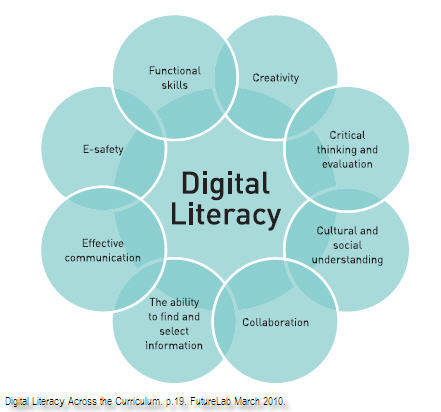 Functional
skills
Creativity
Critical
thinking and
evaluation
Cultural and
social
understanding
Collaboration
The ability
to find and
select
information
Effective
communication
E-safety
Digital
Literacy
Digital Literacy Across the Curriculum. p.19. FutureLab March 2010.